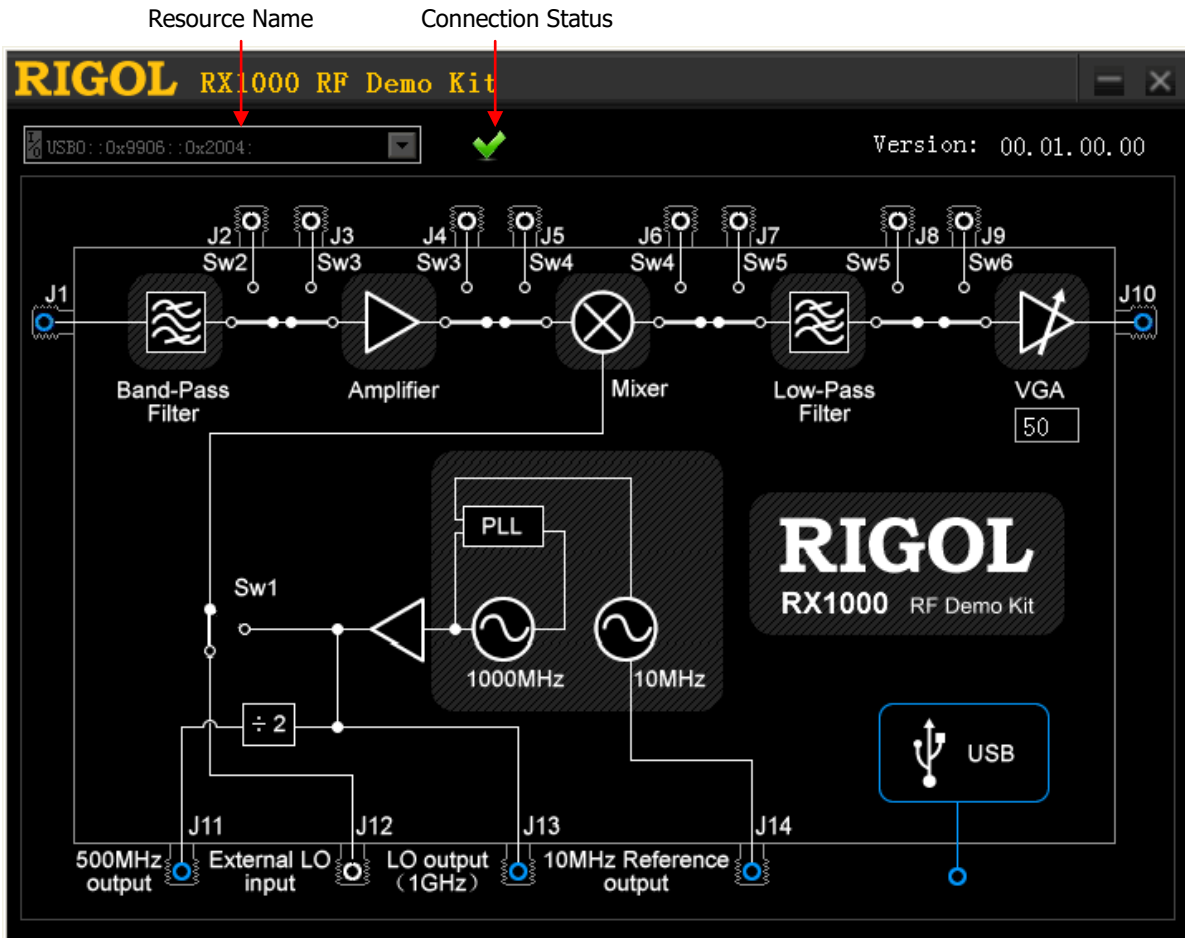 Resource Name Connection Status
RIGOL RX1000 RF Demo Kit
I/O USB0::0x9906::0x2004: Version: 00.01.00.00
J2 J3 J4 J5 J6 J7 J8 J9
Sw2 Sw3 Sw3 Sw4 Sw4 Sw5 Sw5 Sw6
J1 J10
Band-Pass
Filter
Amplifier
Mixer
Low-Pass
Filter
VGA
50
PLL
Sw1
1000MHz
10MHz
RIGOL
RX1000 RF Demo Kit
÷ 2
USB
J11 J12 J13 J14
500MHz
output
External LO
input
LO output
（1GHz）
10MHz Reference
output